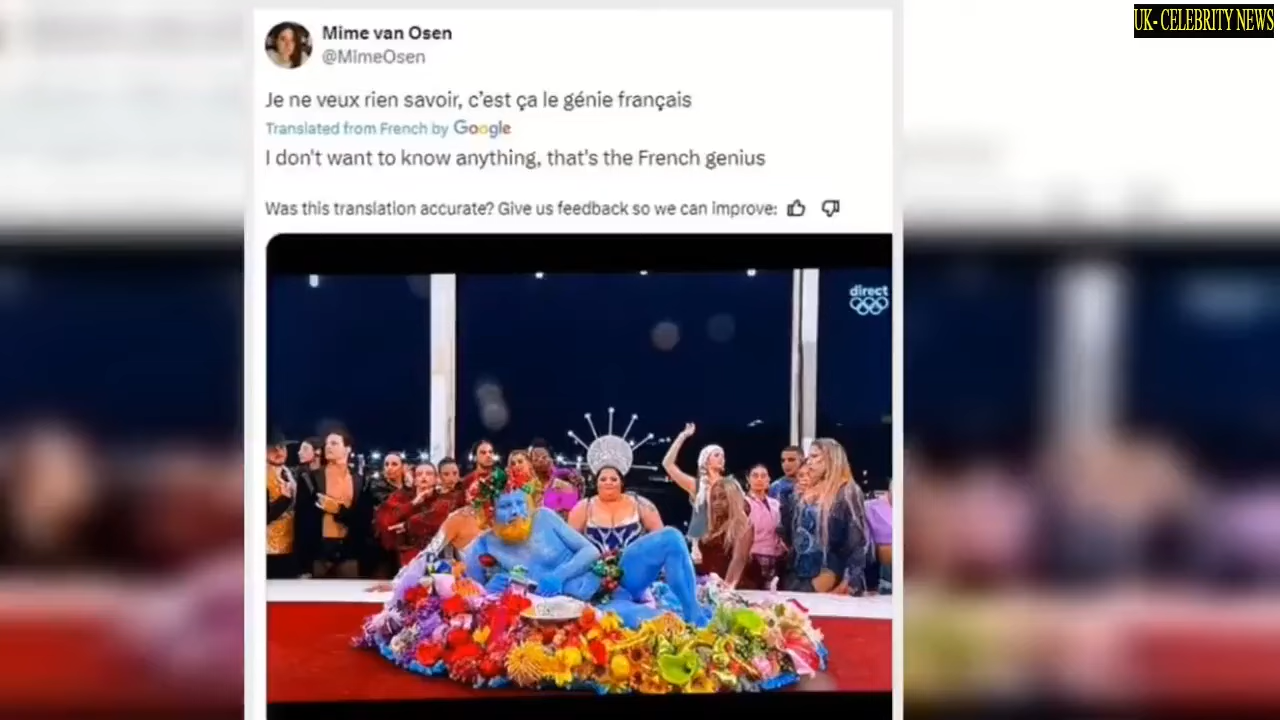 UK- CELEBRITY NEWS
Mime van Osen
@MimeOsen
Je ne veux rien savoir, c’est ça le génie français
Translated from French by Google
I don't want to know anything, that's the French genius
Was this translation accurate? Give us feedback so we can improve:
direct